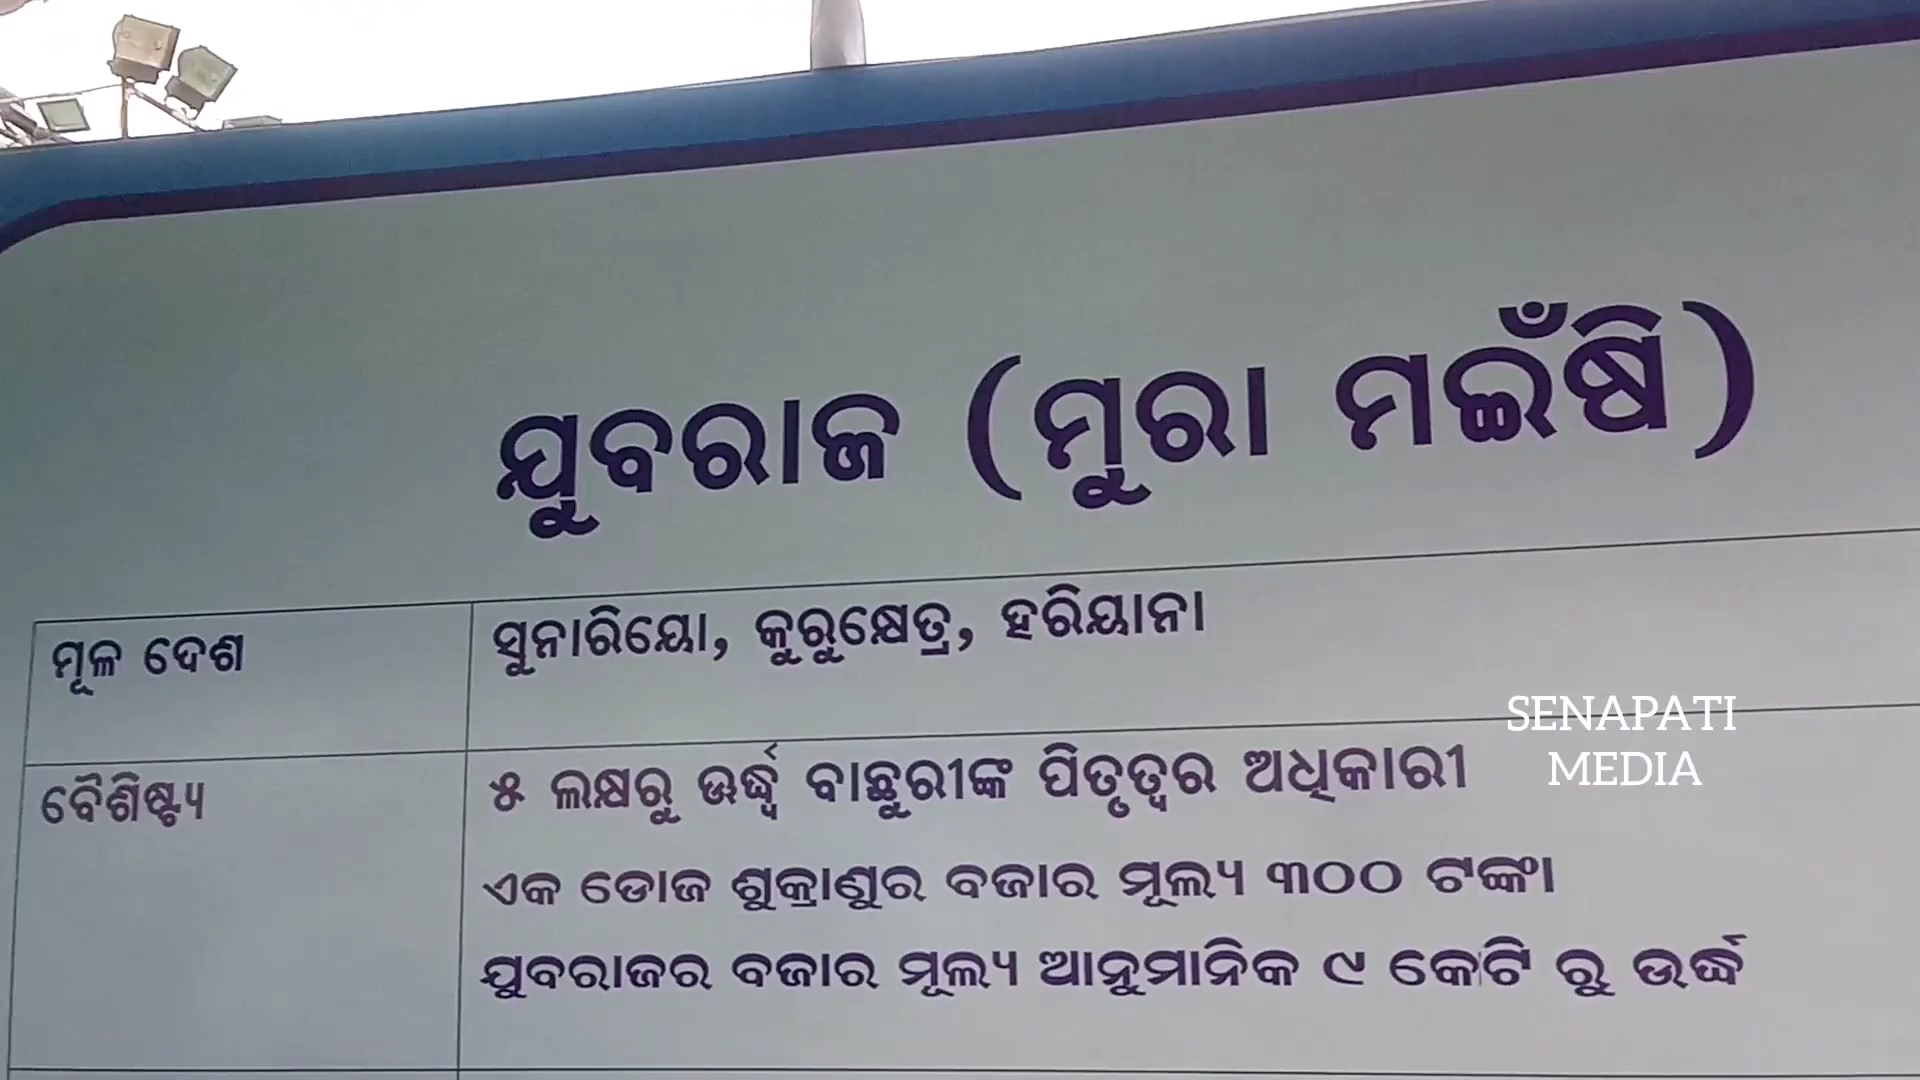 ଯୁବରାଜ (ମୁରା ମଇଁଷି)
ମୂଳ ଦେଶ
ସୁନାରିୟୋ, କୁରୁକ୍ଷେତ୍ର, ହରିୟାନା
ବୈଶିଷ୍ଟ୍ୟ
୫ ଲକ୍ଷରୁ ଊର୍ଦ୍ଧ୍ୱ ବାଛୁରୀଙ୍କ ପିତୃତ୍ୱର ଅଧିକାରୀ
ଏକ ଡୋଜ ଶୁକ୍ରାଣୁର ବଜାର ମୂଲ୍ୟ ୩୦୦ ଟଙ୍କା
ଯୁବରାଜର ବଜାର ମୂଲ୍ୟ ଆନୁମାନିକ ୯ କୋଟି ରୁ ଉର୍ଦ୍ଧ
SENAPATI
MEDIA